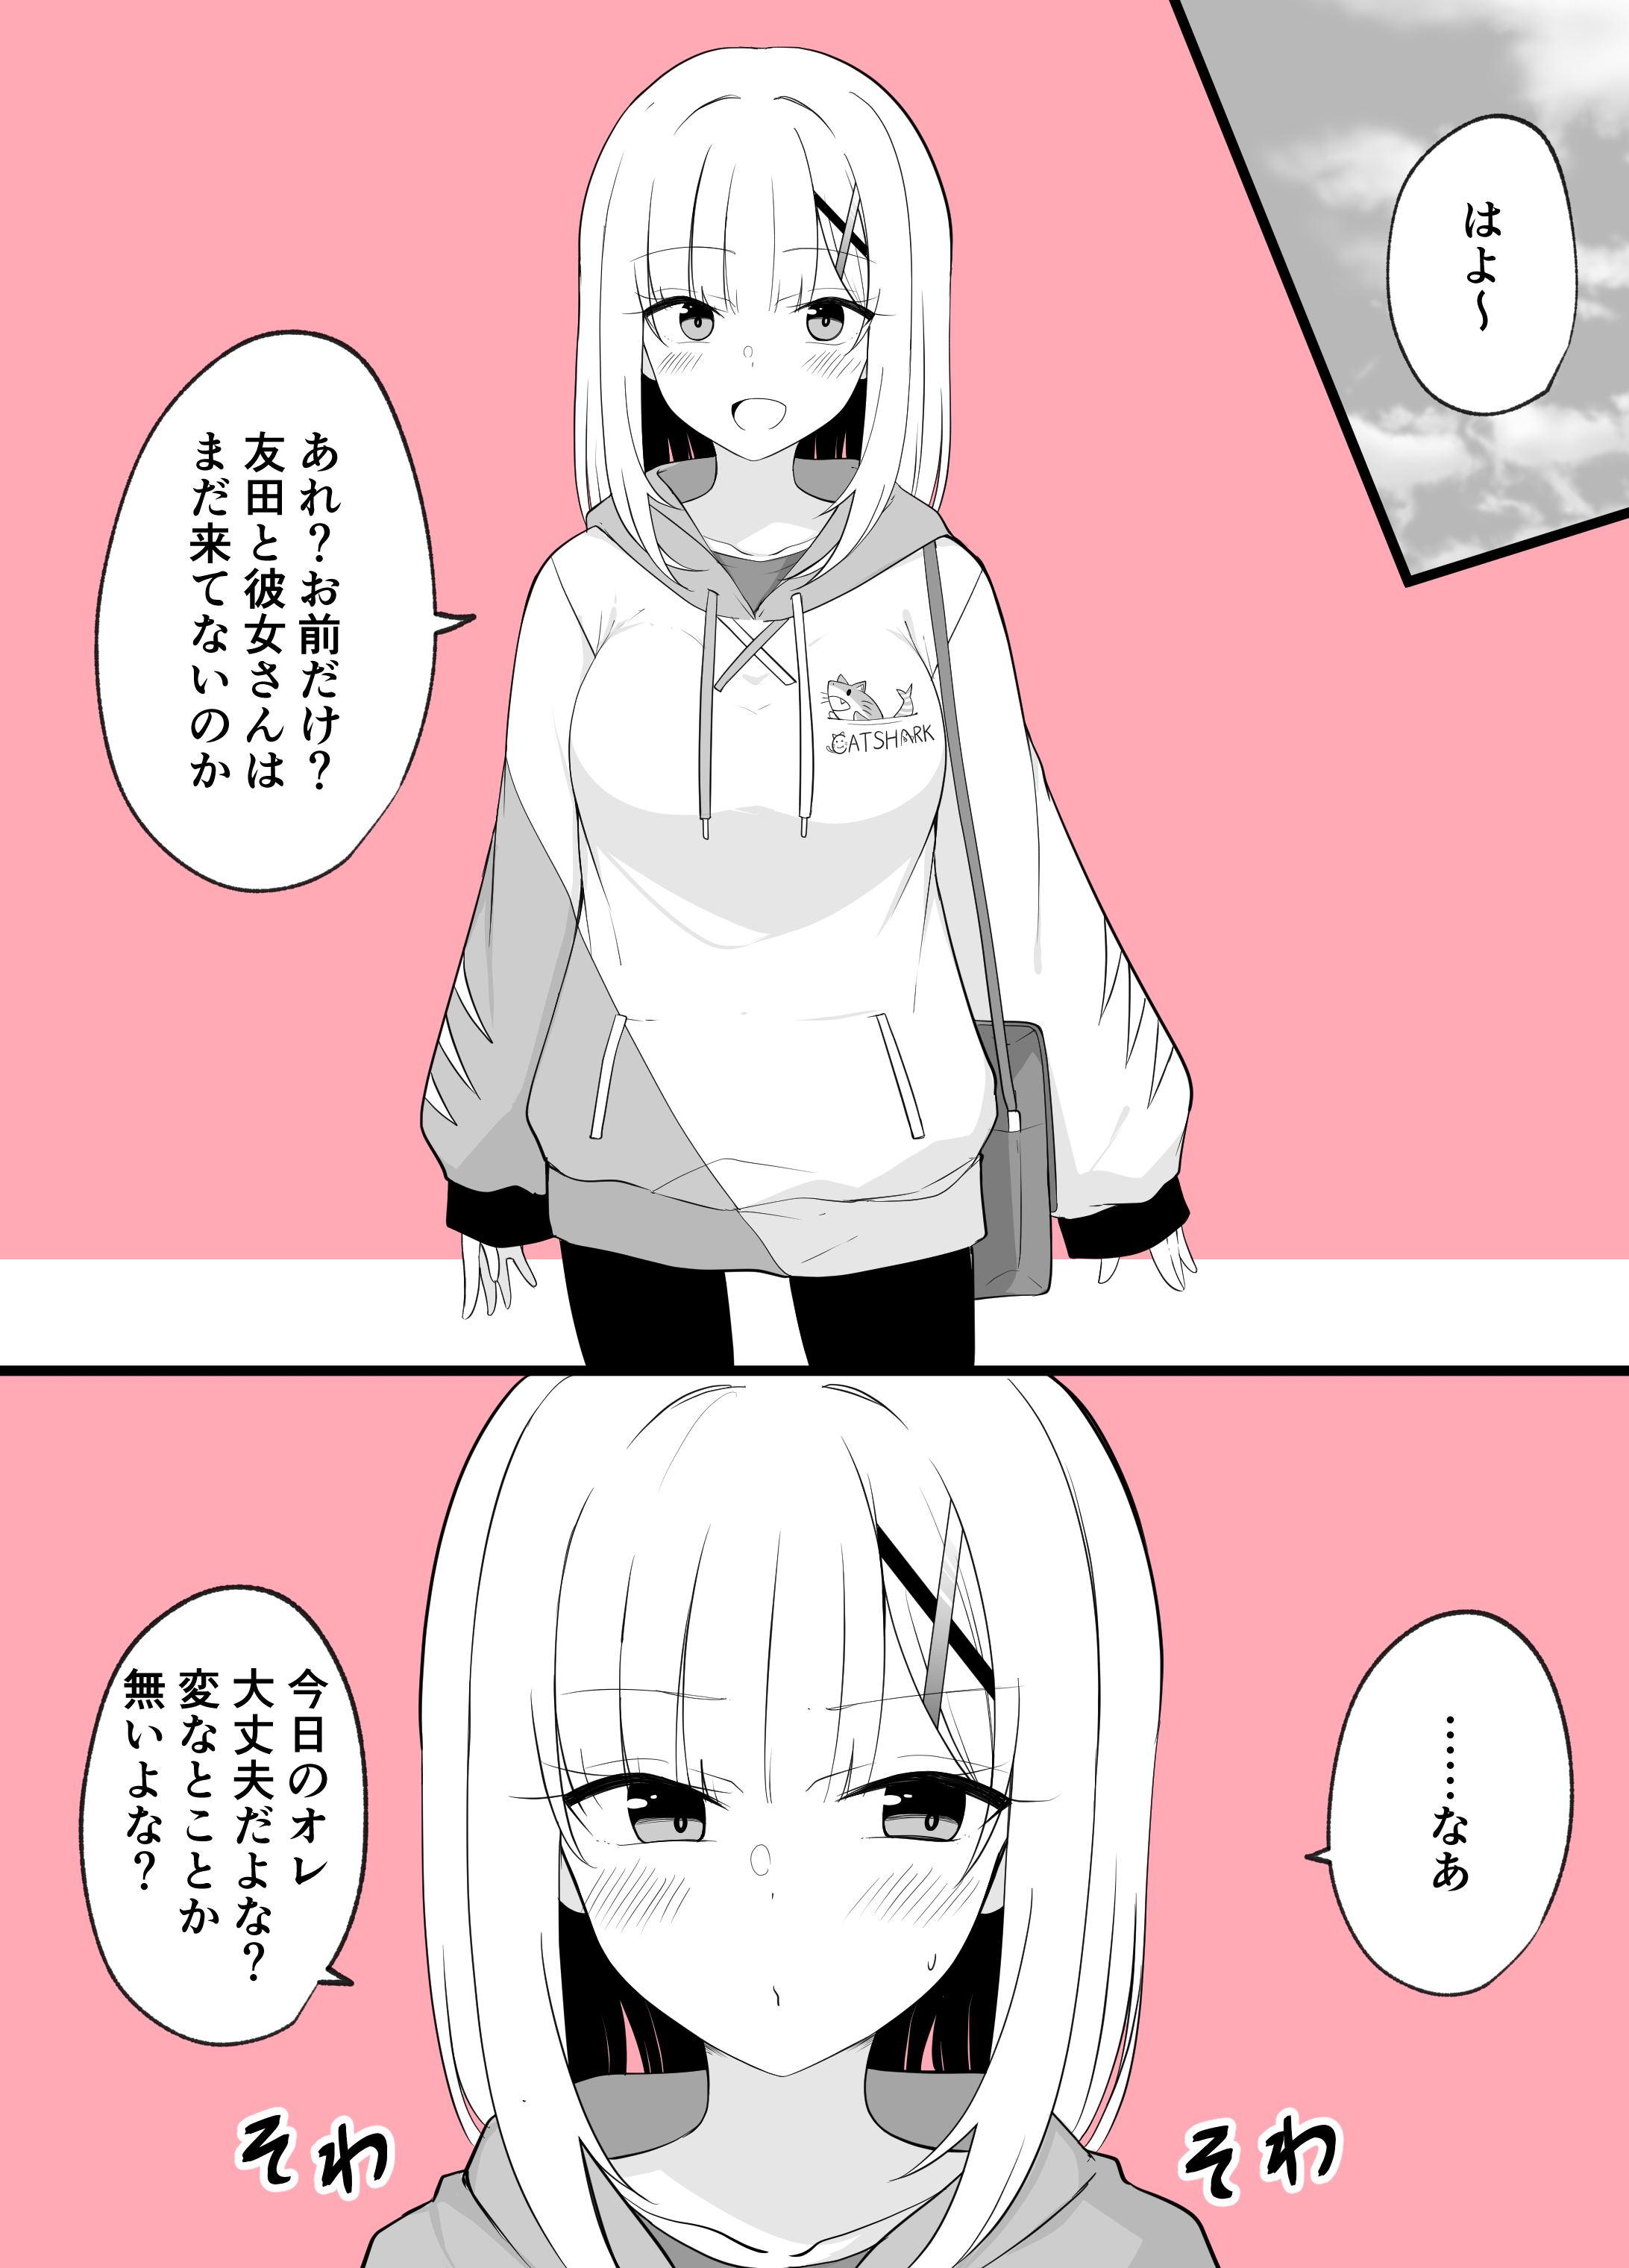 はよ～
あれ？お前だけ？
友田と彼女さんは
まだ来てないのか
CATSHARK
……なあ
今日のオレ
大丈夫だよな？
変なとことか
無いよな？
そわ
そわ